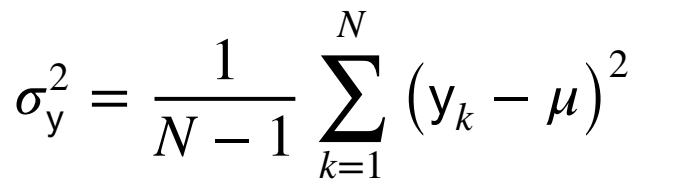 σ_y^2 = \frac{1}{N − 1} \sum_{k=1}^{N} (y_k − μ)^2